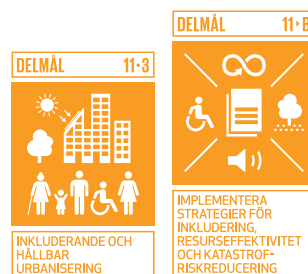 DELMÅL 11·3
INKLUDERANDE OCH
HÅLLBAR
URBANISERING
DELMÅL 11·B
IMPLEMENTERA
STRATEGIER FÖR
INKLUDERING,
RESURSEFFEKTIVITET
OCH KATASTROF-
RISKREDUCERING